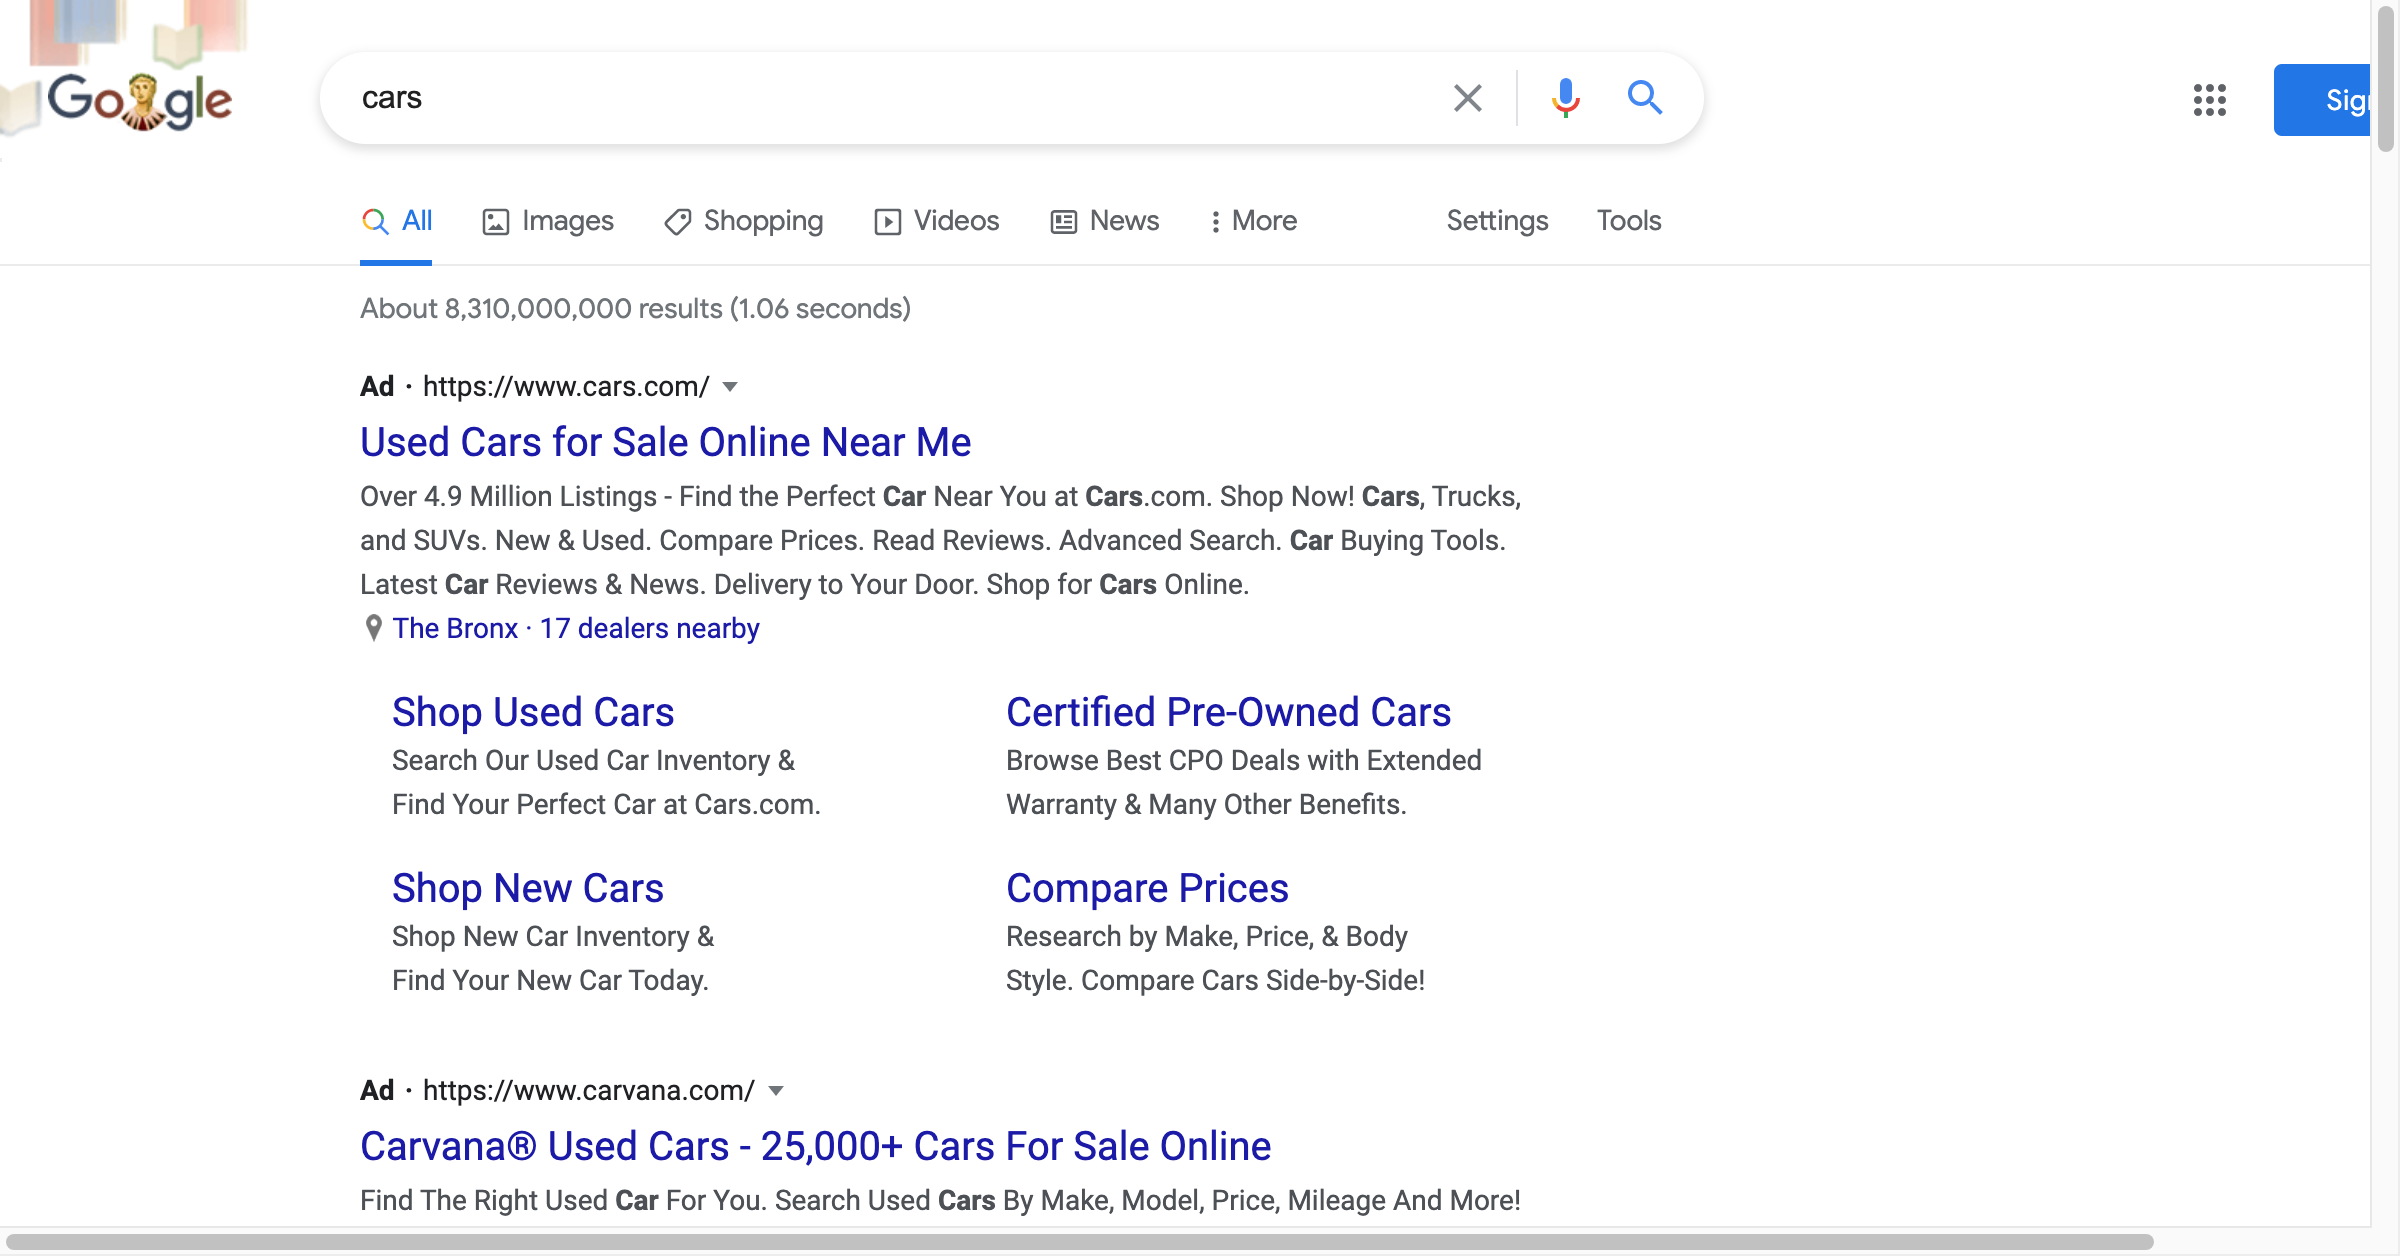 Google
cars
Sig
All Images Shopping Videos News More Settings Tools
About 8,310,000,000 results (1.06 seconds)
Ad · https://www.cars.com/
Used Cars for Sale Online Near Me
Over 4.9 Million Listings - Find the Perfect Car Near You at Cars.com. Shop Now! Cars, Trucks,
and SUVs. New & Used. Compare Prices. Read Reviews. Advanced Search. Car Buying Tools.
Latest Car Reviews & News. Delivery to Your Door. Shop for Cars Online.
The Bronx · 17 dealers nearby
Shop Used Cars
Search Our Used Car Inventory &
Find Your Perfect Car at Cars.com.
Certified Pre-Owned Cars
Browse Best CPO Deals with Extended
Warranty & Many Other Benefits.
Shop New Cars
Shop New Car Inventory &
Find Your New Car Today.
Compare Prices
Research by Make, Price, & Body
Style. Compare Cars Side-by-Side!
Ad · https://www.carvana.com/
Carvana® Used Cars - 25,000+ Cars For Sale Online
Find The Right Used Car For You. Search Used Cars By Make, Model, Price, Mileage And More!